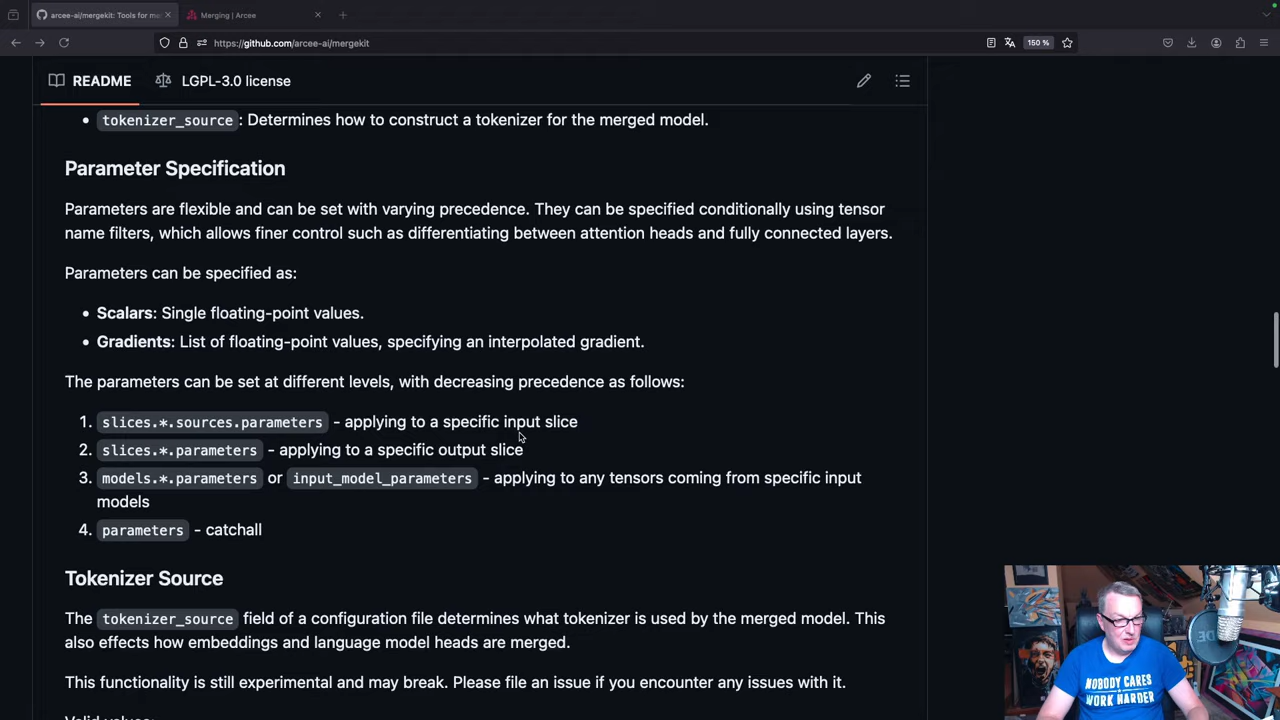 arcee-ai/mergekit: Tools for m
Merging | Arcee
https://github.com/arcee-ai/mergekit
150 %
README
LGPL-3.0 license
tokenizer_source: Determines how to construct a tokenizer for the merged model.
Parameter Specification
Parameters are flexible and can be set with varying precedence. They can be specified conditionally using tensor
name filters, which allows finer control such as differentiating between attention heads and fully connected layers.
Parameters can be specified as:
• Scalars: Single floating-point values.
• Gradients: List of floating-point values, specifying an interpolated gradient.
The parameters can be set at different levels, with decreasing precedence as follows:
1. slices.*.sources.parameters - applying to a specific input slice
2. slices.*.parameters - applying to a specific output slice
3. models.*.parameters or input_model_parameters - applying to any tensors coming from specific input
models
4. parameters - catchall
Tokenizer Source
The tokenizer_source field of a configuration file determines what tokenizer is used by the merged model. This
also effects how embeddings and language model heads are merged.
This functionality is still experimental and may break. Please file an issue if you encounter any issues with it.
Valid values:
NOBODY CARES
WORK HARDER